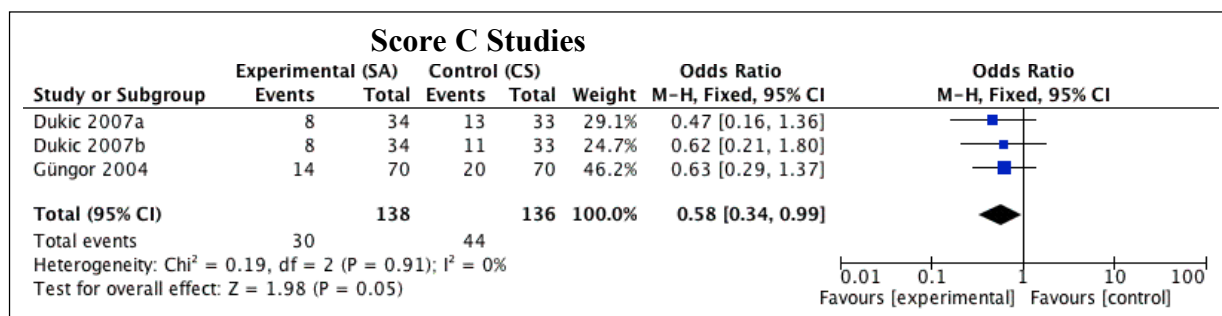 Score C Studies
Experimental (SA) Control (CS) Odds Ratio Odds Ratio
Study or Subgroup Events Total Events Total Weight M-H, Fixed, 95% CI M-H, Fixed, 95% CI
Dukic 2007a 8 34 13 33 29.1% 0.47 [0.16, 1.36]
Dukic 2007b 8 34 11 33 24.7% 0.62 [0.21, 1.80]
Güngor 2004 14 70 20 70 46.2% 0.63 [0.29, 1.37]
Total (95% CI) 138 136 100.0% 0.58 [0.34, 0.99]
Total events 30 44
Heterogeneity: Chi² = 0.19, df = 2 (P = 0.91); I² = 0%
Test for overall effect: Z = 1.98 (P = 0.05)
0.01 0.1 1 10 100
Favours [experimental] Favours [control]